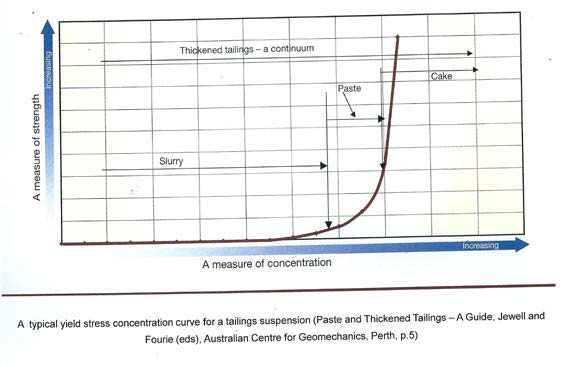 Thickened tailings – a continuum
Increasing
Cake
Paste
A measure of strength
Slurry
Increasing
A measure of concentration
A typical yield stress concentration curve for a tailings suspension (Paste and Thickened Tailings – A Guide, Jewell and
Fourie (eds), Australian Centre for Geomechanics, Perth, p.5)